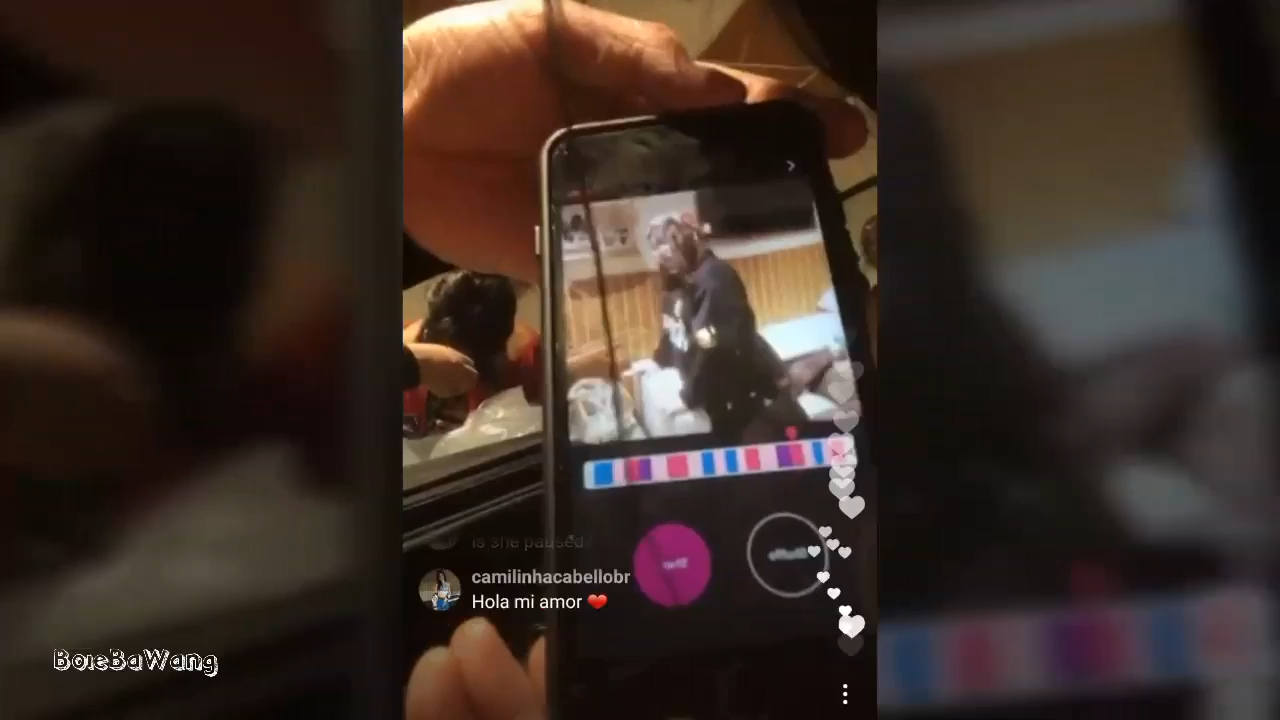 is she paused?
camilinhacabellobr
Hola mi amor ❤️
BoieBaWang